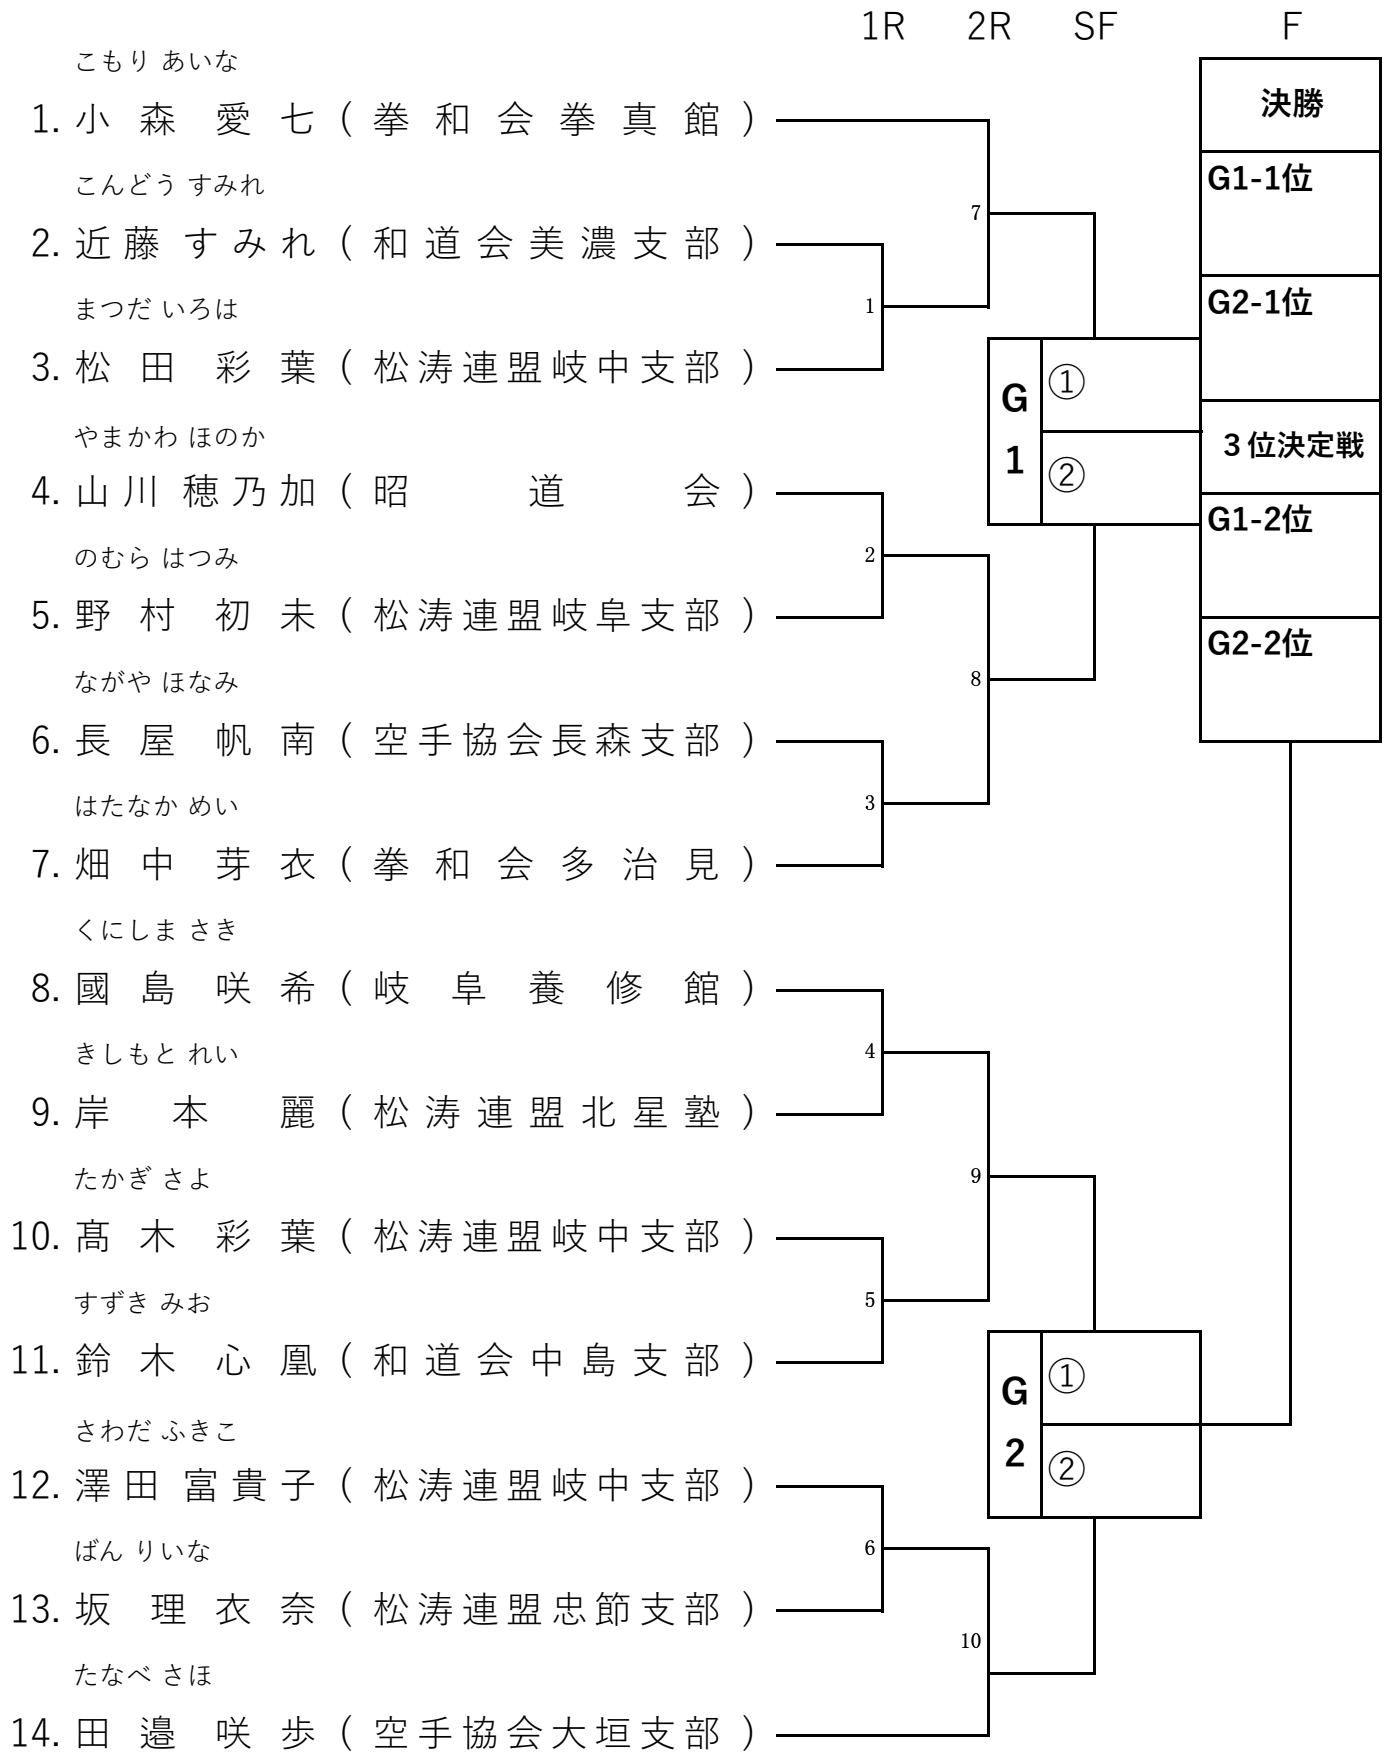 1R 2R SF F
こもり あいな
1. 小森 愛七 (拳和会拳真館)
こんどう すみれ
2. 近藤 すみれ (和道会美濃支部)
まつだ いろは
3. 松田 彩葉 (松涛連盟岐中支部)
やまかわ ほのか
4. 山川 穂乃加 (昭道会)
のむら はつみ
5. 野村 初未 (松涛連盟岐阜支部)
ながや ほなみ
6. 長屋 帆南 (空手協会長森支部)
はたなか めい
7. 畑中 芽衣 (拳和会多治見)
くにしま さき
8. 國島 咲希 (岐阜養修館)
きしもと れい
9. 岸本 麗 (松涛連盟北星塾)
たかぎ さよ
10. 髙木 彩葉 (松涛連盟岐中支部)
すずき みお
11. 鈴木 心凰 (和道会中島支部)
さわだ ふきこ
12. 澤田 富貴子 (松涛連盟岐中支部)
ばん りいな
13. 坂 理衣奈 (松涛連盟忠節支部)
たなべ さほ
14. 田邉 咲歩 (空手協会大垣支部)
1
2
3
4
5
6
7
8
9
10
G1
①
②
G2
①
②
決勝
G1-1位
G2-1位
３位決定戦
G1-2位
G2-2位